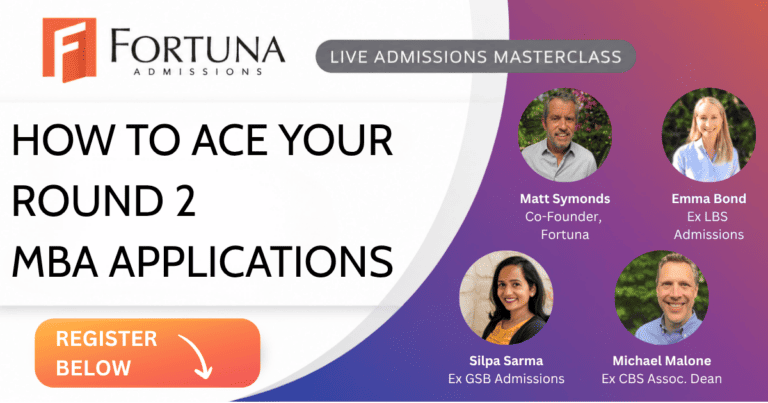 FORTUNA
ADMISSIONS
LIVE ADMISSIONS MASTERCLASS
HOW TO ACE YOUR
ROUND 2
MBA APPLICATIONS
REGISTER
BELOW
Matt Symonds
Co-Founder,
Fortuna
Emma Bond
Ex LBS
Admissions
Silpa Sarma
Ex GSB Admissions
Michael Malone
Ex CBS Assoc. Dean